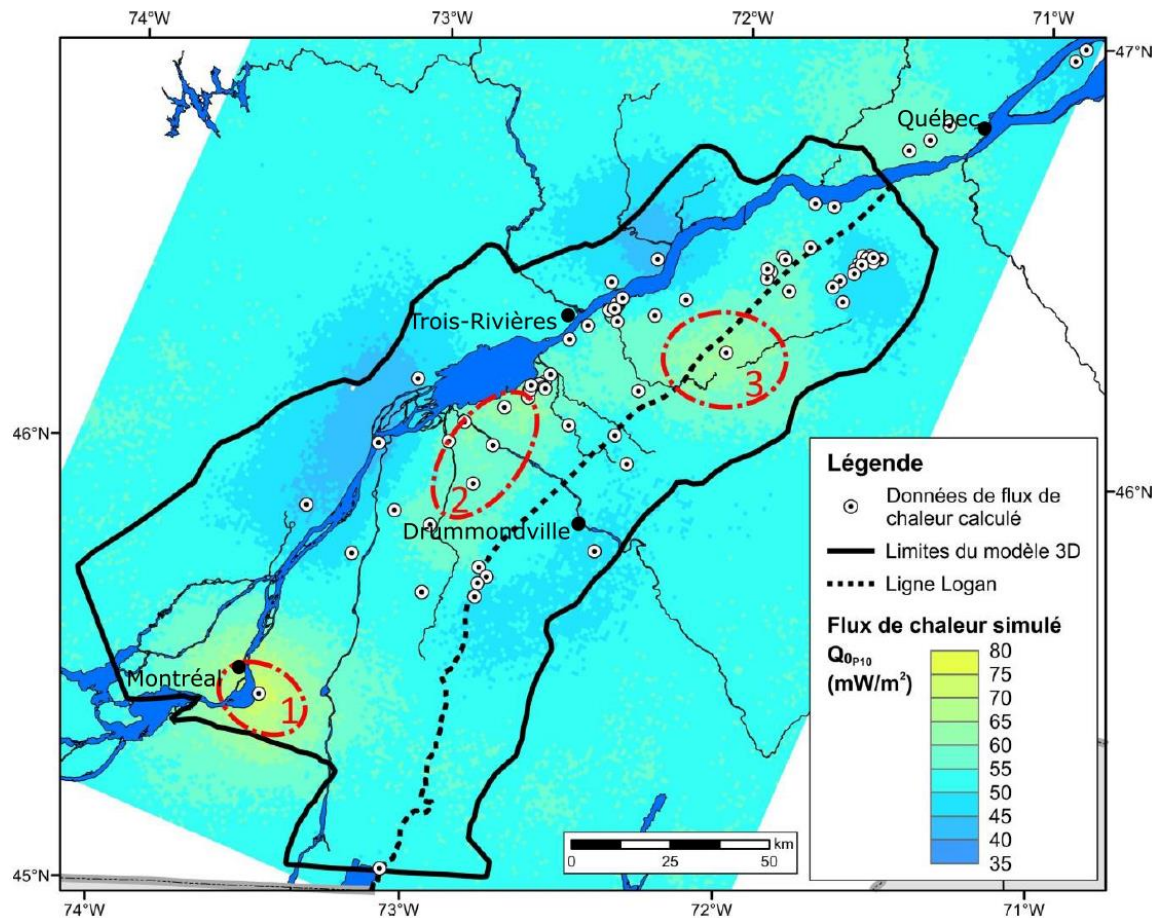 74°W 73°W 72°W 71°W
47°N
Québec
Trois-Rivières
3
46°N
2
Drummondville
Montréal
1
45°N
Légende
Données de flux de
chaleur calculé
Limites du modèle 3D
Ligne Logan
Flux de chaleur simulé
Q0P10
(mW/m²)
80
75
70
65
60
55
50
45
40
35
46°N
km
0 25 50
45°N
74°W 73°W 72°W 71°W